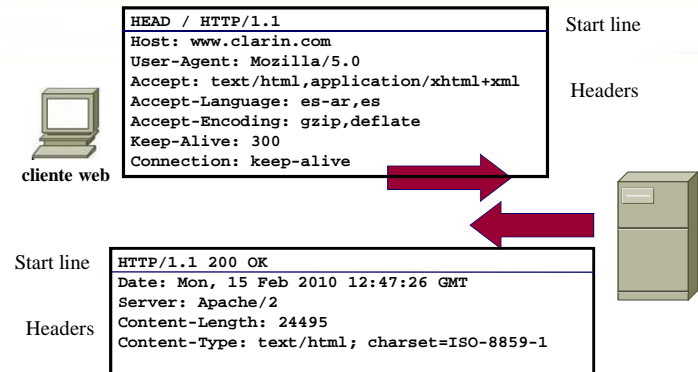 HEAD / HTTP/1.1
Start line
Host: www.clarin.com
User-Agent: Mozilla/5.0
Accept: text/html,application/xhtml+xml
Headers
Accept-Language: es-ar,es
Accept-Encoding: gzip,deflate
Keep-Alive: 300
Connection: keep-alive
cliente web
Start line
HTTP/1.1 200 OK
Date: Mon, 15 Feb 2010 12:47:26 GMT
Server: Apache/2
Headers
Content-Length: 24495
Content-Type: text/html; charset=ISO-8859-1